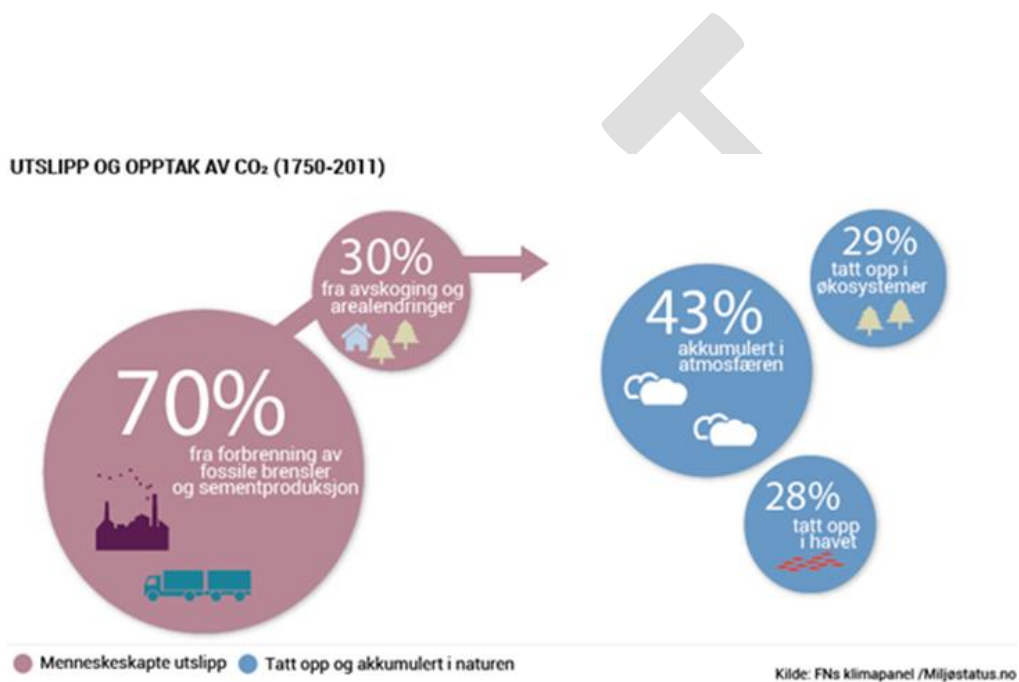 UTSLIPP OG OPPTAK AV CO₂ (1750-2011)
30%
fra avskoging og
arealendringer
70%
fra forbrenning av
fossile brensler
og sementproduksjon
29%
tatt opp i
økosystemer
43%
akkumulert i
atmosfæren
28%
tatt opp
i havet
Menneskeskapte utslipp
Tatt opp og akkumulert i naturen
Kilde: FNs klimapanel /Miljøstatus.no